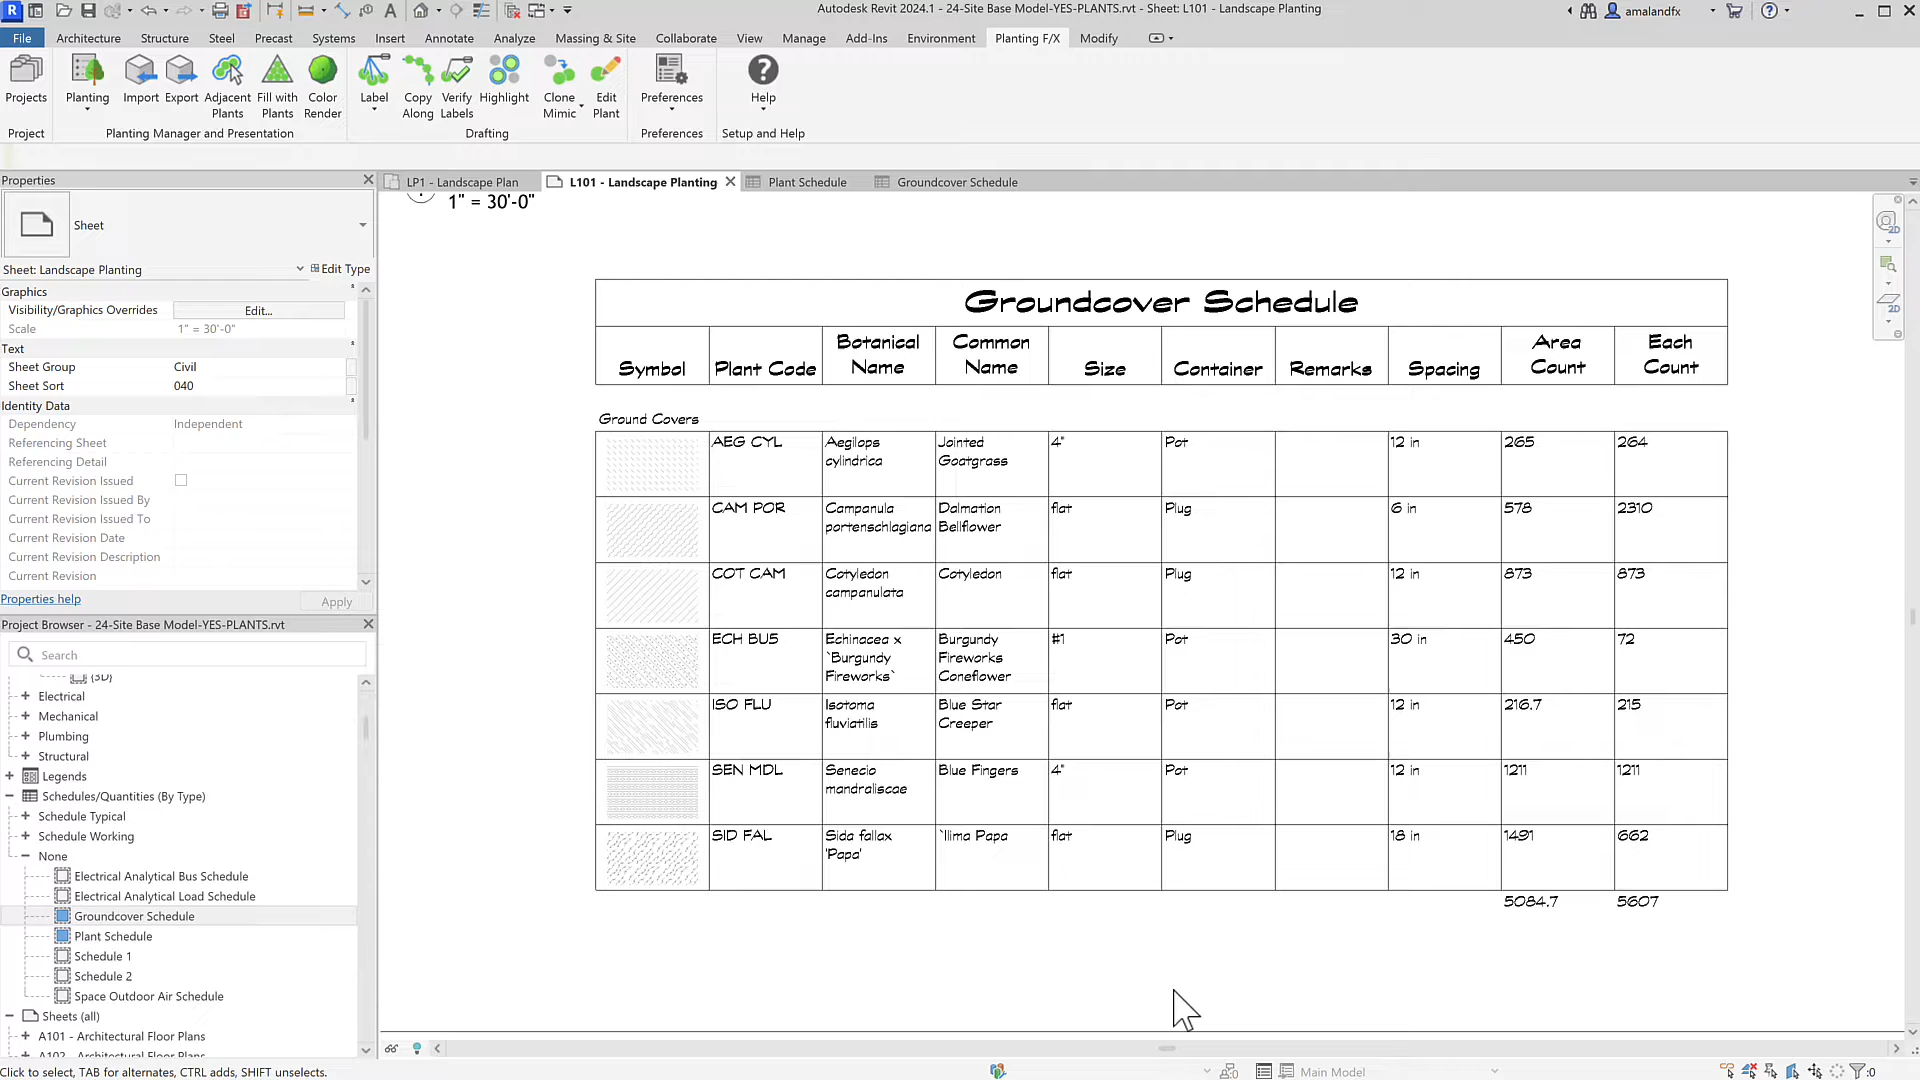 Autodesk Revit 2024.1 - 24-Site Base Model-YES-PLANTS.rvt - Sheet: L101 - Landscape Planting
amalandfx
File Architecture Structure Steel Precast Systems Insert Annotate Analyze Massing & Site Collaborate View Manage Add-Ins Environment Planting F/X Modify
Projects Planting Import Export Adjacent Plants Fill with Plants Color Render Label Copy Along Verify Labels Highlight Clone Mimic Edit Plant Preferences Help
Project Planting Manager and Presentation Drafting Preferences Setup and Help
Properties
Sheet
Sheet: Landscape Planting Edit Type
Graphics
Visibility/Graphics Overrides Edit...
Scale 1" = 30'-0"
Text
Sheet Group Civil
Sheet Sort 040
Identity Data
Dependency Independent
Referencing Sheet
Referencing Detail
Current Revision Issued
Current Revision Issued By
Current Revision Issued To
Current Revision Date
Current Revision Description
Current Revision
Properties help Apply
Project Browser - 24-Site Base Model-YES-PLANTS.rvt
Search
{3D}
Electrical
Mechanical
Plumbing
Structural
Legends
Schedules/Quantities (By Type)
Schedule Typical
Schedule Working
None
Electrical Analytical Bus Schedule
Electrical Analytical Load Schedule
Groundcover Schedule
Plant Schedule
Schedule 1
Schedule 2
Space Outdoor Air Schedule
Sheets (all)
A101 - Architectural Floor Plans
A102 - Architectural Floor Plans
LP1 - Landscape Plan L101 - Landscape Planting Plant Schedule Groundcover Schedule
1" = 30'-0"
2D
2D
Groundcover Schedule
Symbol Plant Code Botanical Name Common Name Size Container Remarks Spacing Area Count Each Count
Ground Covers
AEG CYL Aegilops cylindrica Jointed Goatgrass 4" Pot 12 in 265 264
CAM POR Campanula portenschlagiana Dalmation Bellflower flat Plug 6 in 578 2310
COT CAM Cotyledon campanulata Cotyledon flat Plug 12 in 873 873
ECH BU5 Echinacea x `Burgundy Fireworks` Burgundy Fireworks Coneflower #1 Pot 30 in 450 72
ISO FLU Isotoma fluviatilis Blue Star Creeper flat Pot 12 in 216.7 215
SEN MDL Senecio mandraliscae Blue Fingers 4" Pot 12 in 1211 1211
SID FAL Sida fallax 'Papa' `Ilima Papa flat Plug 18 in 1491 662
5084.7 5607
Click to select, TAB for alternates, CTRL adds, SHIFT unselects.
:0
Main Model
:0